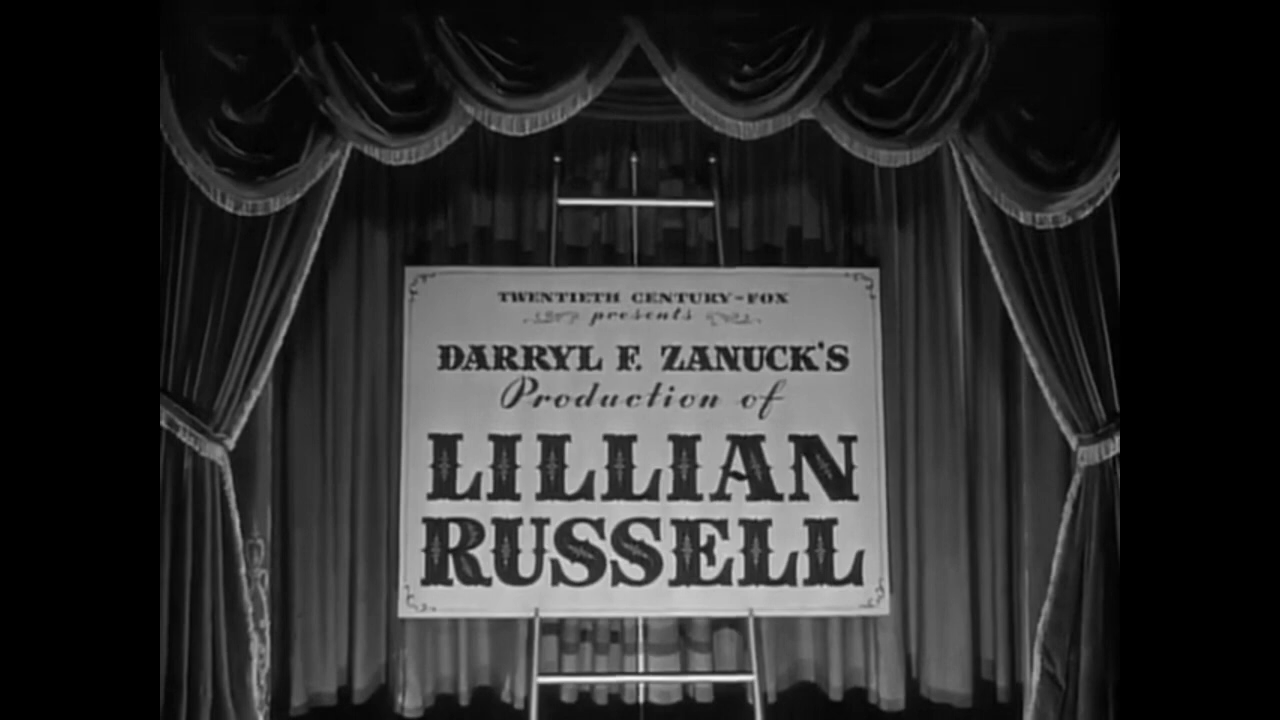 TWENTIETH CENTURY-FOX
presents
DARRYL F. ZANUCK'S
Production of
LILLIAN
RUSSELL